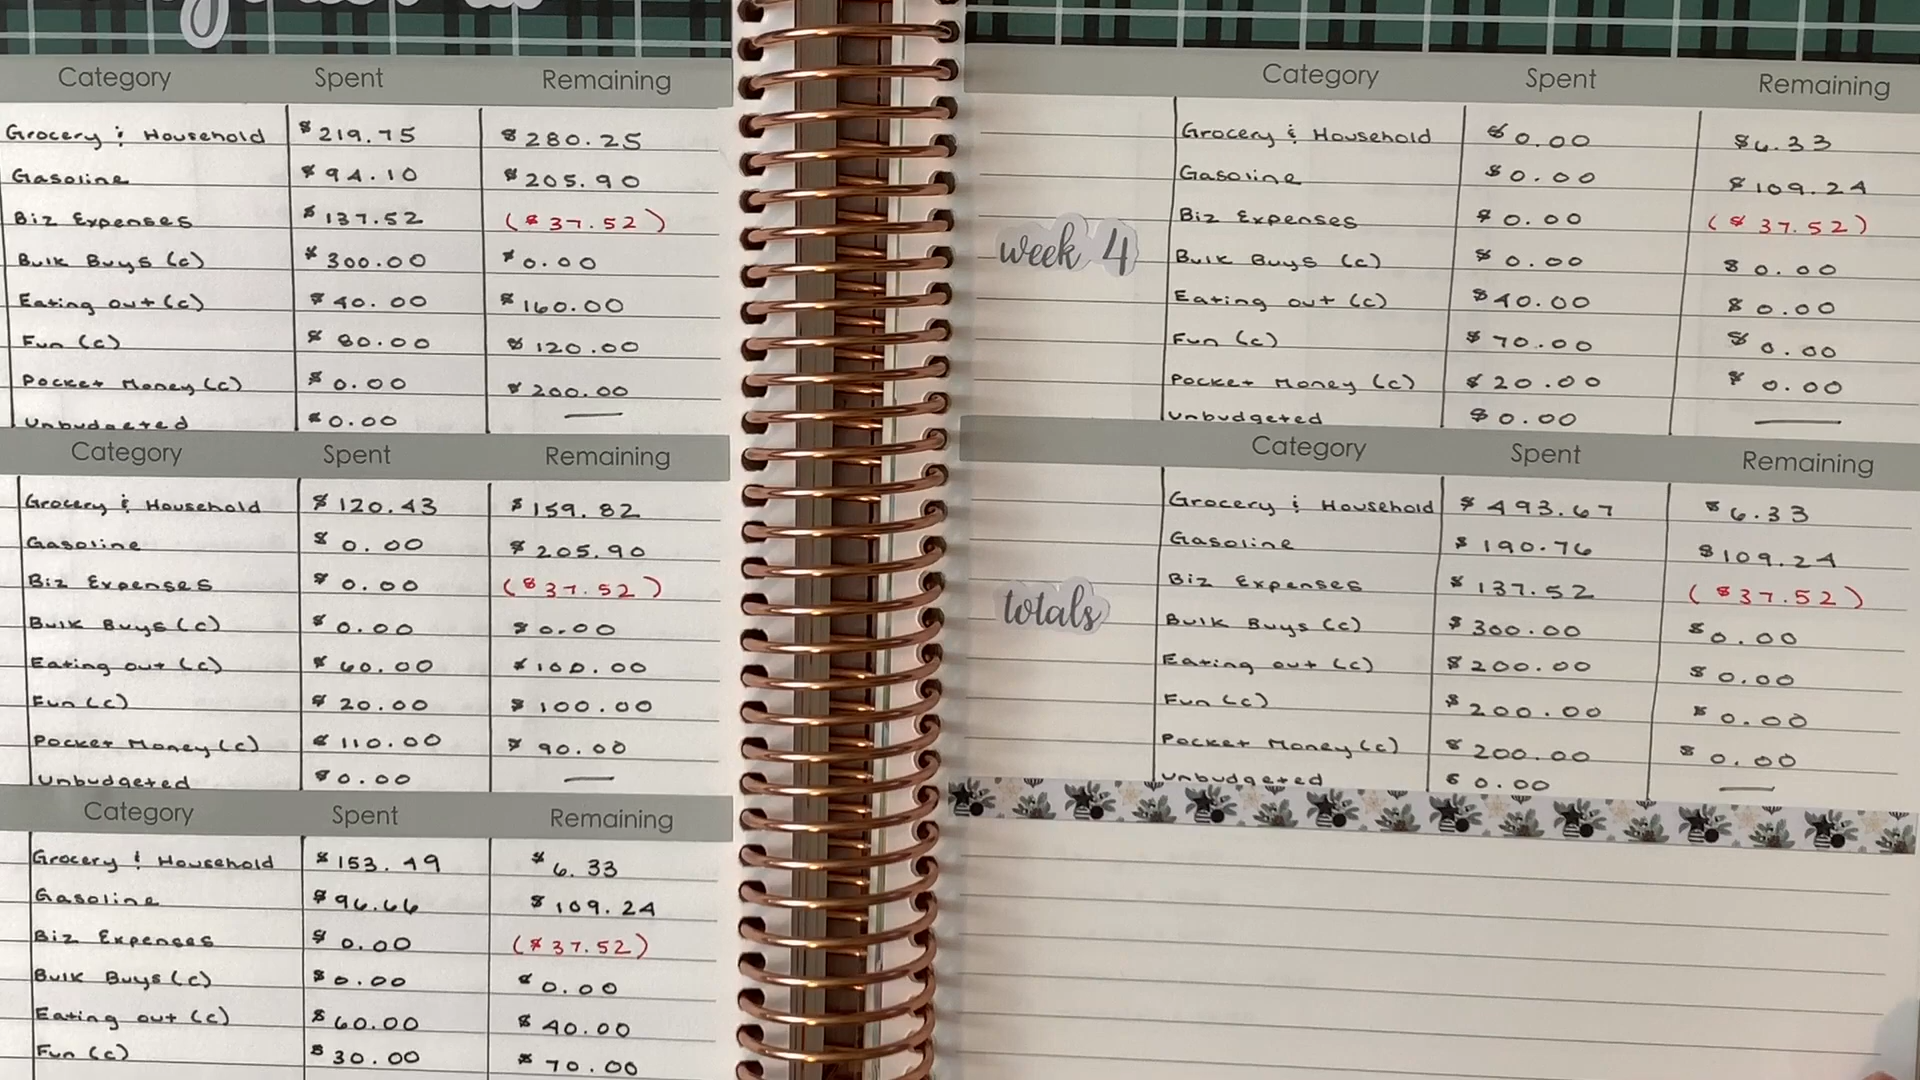 Category Spent Remaining
Grocery & Household $219.75 $280.25
Gasoline $94.10 $205.90
Biz Expenses $137.52 ($37.52)
Bulk Buys (c) $300.00 $0.00
Eating out (c) $40.00 $160.00
Fun (c) $80.00 $120.00
Pocket Money (c) $0.00 $200.00
Unbudgeted $0.00 —
Category Spent Remaining
Grocery & Household $120.43 $159.82
Gasoline $0.00 $205.90
Biz Expenses $0.00 ($37.52)
Bulk Buys (c) $0.00 $0.00
Eating out (c) $60.00 $100.00
Fun (c) $20.00 $100.00
Pocket Money (c) $110.00 $90.00
Unbudgeted $0.00 —
Category Spent Remaining
Grocery & Household $153.49 $6.33
Gasoline $96.66 $109.24
Biz Expenses $0.00 ($37.52)
Bulk Buys (c) $0.00 $0.00
Eating out (c) $60.00 $40.00
Fun (c) $30.00 $70.00
Category Spent Remaining
week 4
Grocery & Household $0.00 $6.33
Gasoline $0.00 $109.24
Biz Expenses $0.00 ($37.52)
Bulk Buys (c) $0.00 $0.00
Eating out (c) $40.00 $0.00
Fun (c) $70.00 $0.00
Pocket Money (c) $20.00 $0.00
Unbudgeted $0.00 —
Category Spent Remaining
totals
Grocery & Household $493.67 $6.33
Gasoline $190.76 $109.24
Biz Expenses $137.52 ($37.52)
Bulk Buys (c) $300.00 $0.00
Eating out (c) $200.00 $0.00
Fun (c) $200.00 $0.00
Pocket Money (c) $200.00 $0.00
Unbudgeted $0.00 —